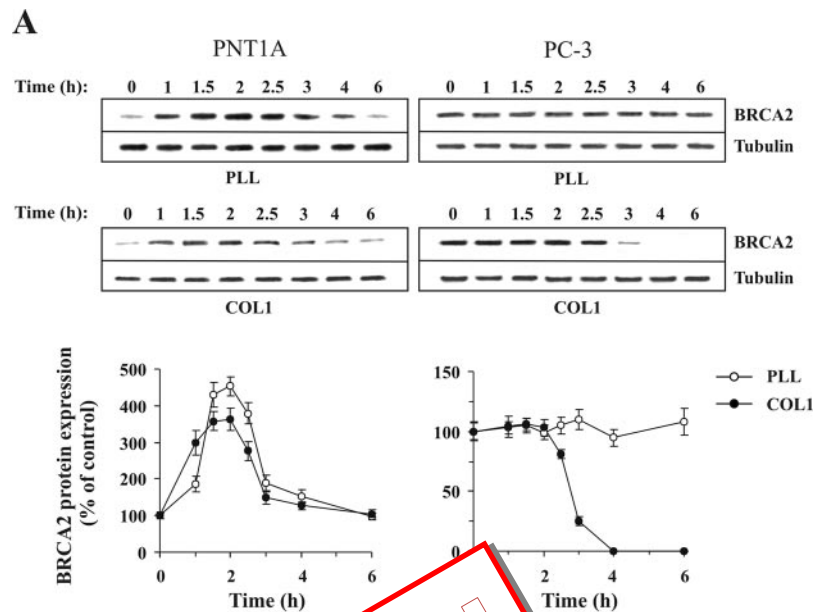 A
PNT1A PC-3
Time (h): 0 1 1.5 2 2.5 3 4 6 0 1 1.5 2 2.5 3 4 6
BRCA2
Tubulin
PLL PLL
Time (h): 0 1 1.5 2 2.5 3 4 6 0 1 1.5 2 2.5 3 4 6
BRCA2
Tubulin
COL1 COL1
BRCA2 protein expression
(% of control)
500
400
300
200
100
0
0 2 4 6
Time (h)
150
100
50
0
2 4 6
Time (h)
PLL
COL1